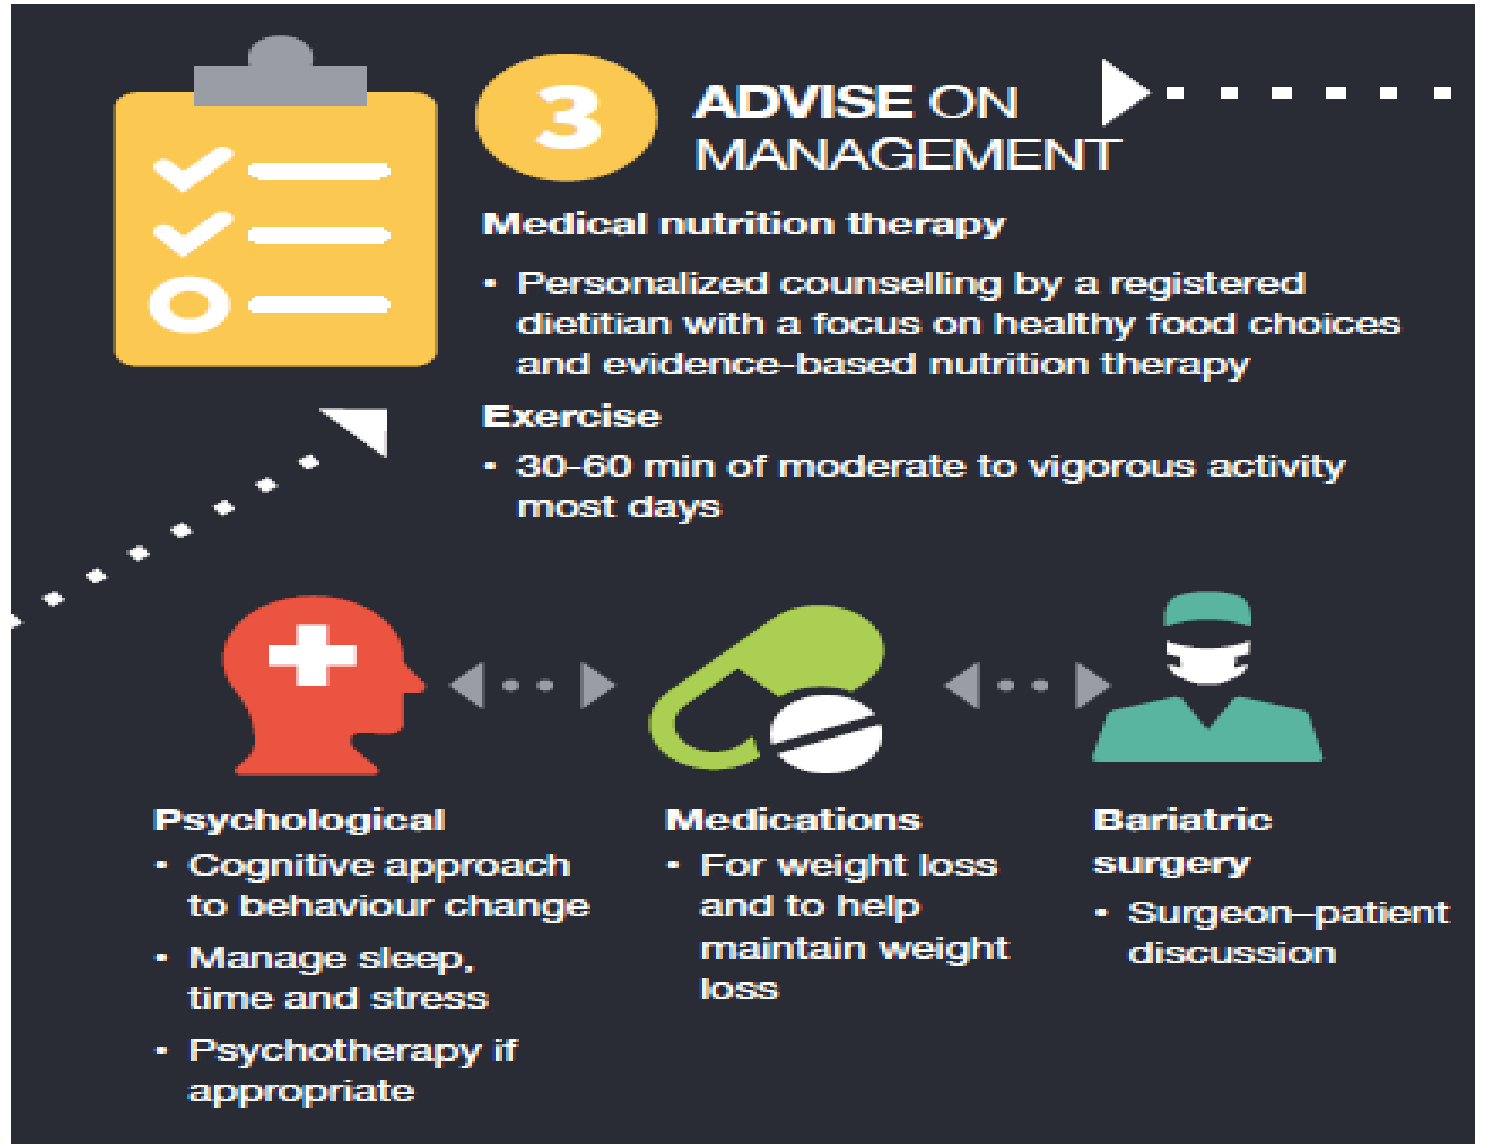 3
ADVISE ON
MANAGEMENT
Medical nutrition therapy
• Personalized counselling by a registered
dietitian with a focus on healthy food choices
and evidence-based nutrition therapy
Exercise
• 30-60 min of moderate to vigorous activity
most days
Psychological
• Cognitive approach
to behaviour change
• Manage sleep,
time and stress
• Psychotherapy if
appropriate
Medications
• For weight loss
and to help
maintain weight
loss
Bariatric
surgery
• Surgeon–patient
discussion